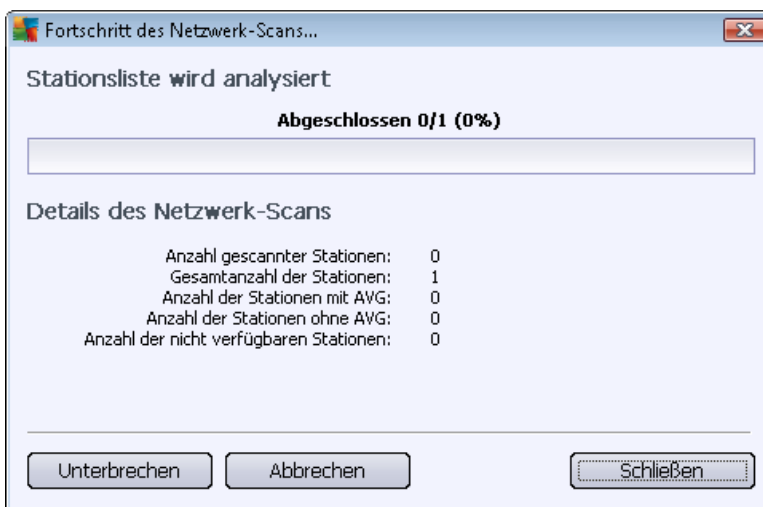 Fortschritt des Netzwerk-Scans...
Stationsliste wird analysiert
Abgeschlossen 0/1 (0%)
Details des Netzwerk-Scans
Anzahl gescannter Stationen: 0
Gesamtanzahl der Stationen: 1
Anzahl der Stationen mit AVG: 0
Anzahl der Stationen ohne AVG: 0
Anzahl der nicht verfügbaren Stationen: 0
Unterbrechen Abbrechen Schließen